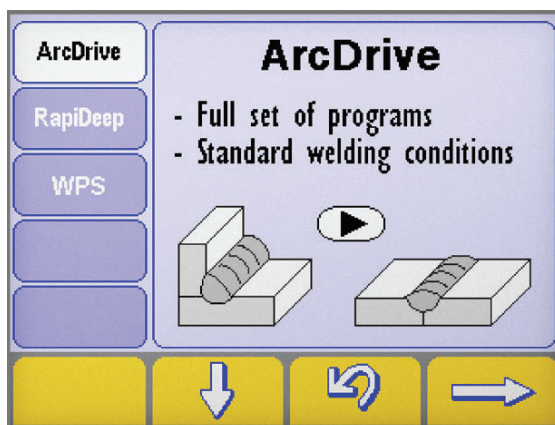 ArcDrive
RapiDeep
WPS
ArcDrive
- Full set of programs
- Standard welding conditions